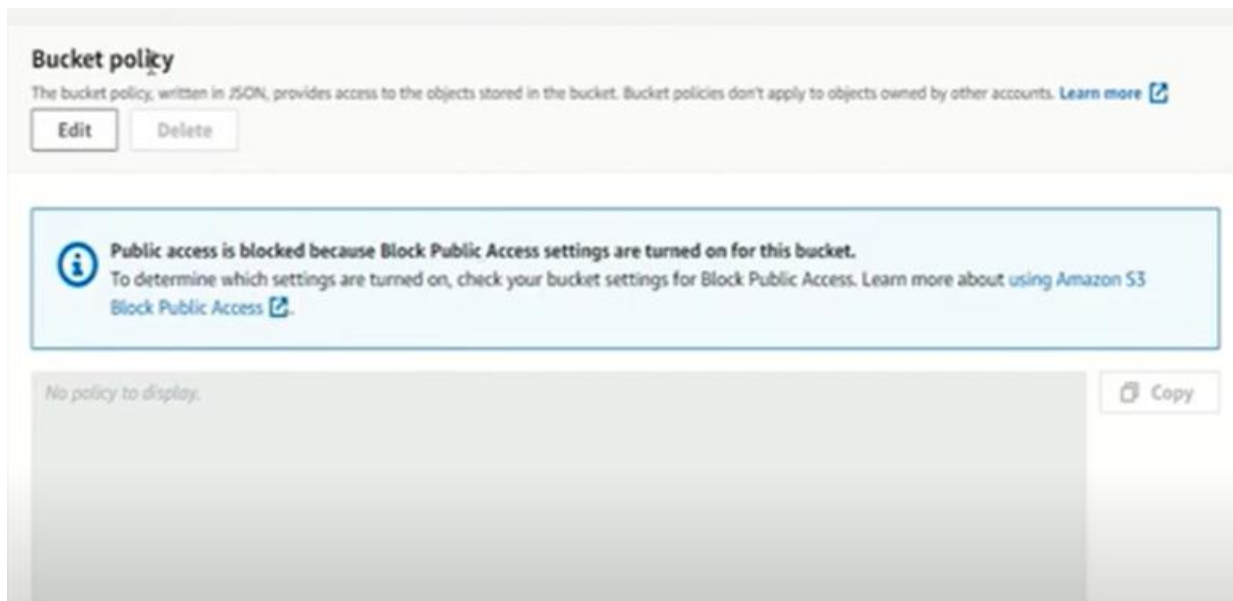 Bucket policy
The bucket policy, written in JSON, provides access to the objects stored in the bucket. Bucket policies don't apply to objects owned by other accounts. Learn more
Edit Delete
Public access is blocked because Block Public Access settings are turned on for this bucket.
To determine which settings are turned on, check your bucket settings for Block Public Access. Learn more about using Amazon S3
Block Public Access.
No policy to display.
Copy